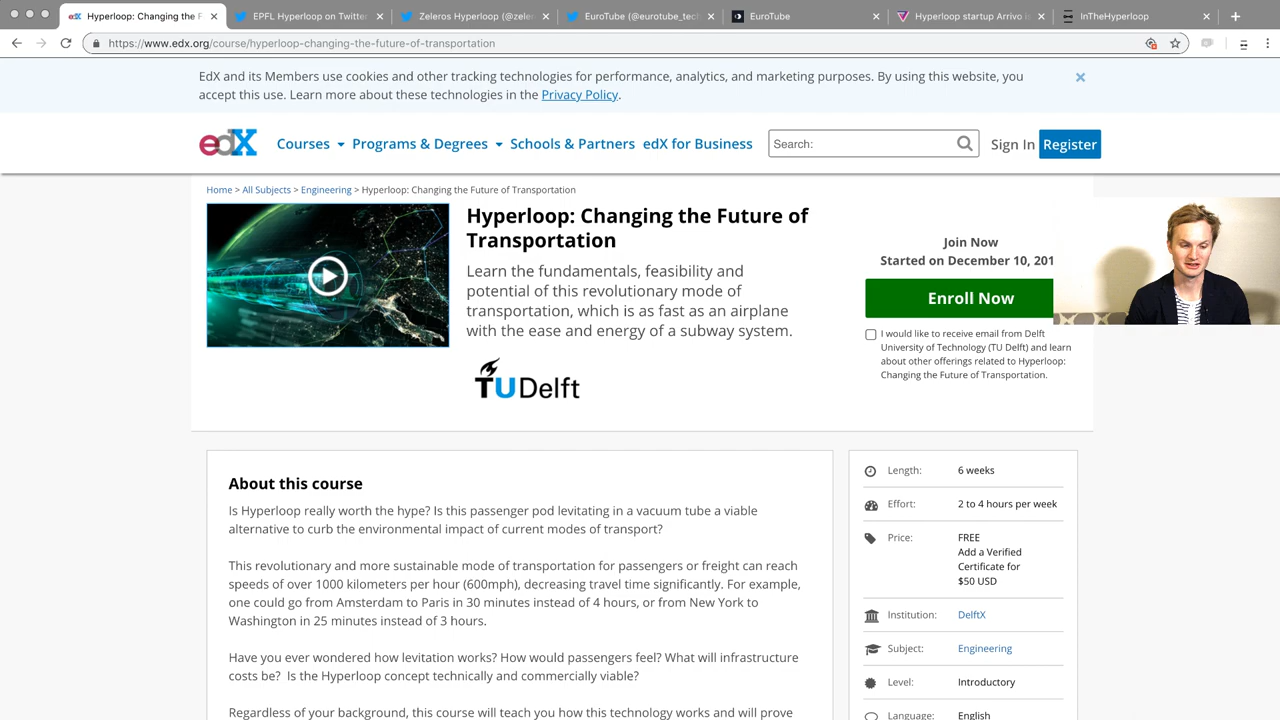 Hyperloop: Changing the F
EPFL Hyperloop on Twitter
Zeleros Hyperloop (@zeler
EuroTube (@eurotube_tech
EuroTube
Hyperloop startup Arrivo is
InTheHyperloop
https://www.edx.org/course/hyperloop-changing-the-future-of-transportation
EdX and its Members use cookies and other tracking technologies for performance, analytics, and marketing purposes. By using this website, you
accept this use. Learn more about these technologies in the Privacy Policy.
edX
Courses
Programs & Degrees
Schools & Partners
edX for Business
Search:
Sign In
Register
Home > All Subjects > Engineering > Hyperloop: Changing the Future of Transportation
Hyperloop: Changing the Future of
Transportation
Learn the fundamentals, feasibility and
potential of this revolutionary mode of
transportation, which is as fast as an airplane
with the ease and energy of a subway system.
TUDelft
Join Now
Started on December 10, 201
Enroll Now
I would like to receive email from Delft
University of Technology (TU Delft) and learn
about other offerings related to Hyperloop:
Changing the Future of Transportation.
About this course
Is Hyperloop really worth the hype? Is this passenger pod levitating in a vacuum tube a viable
alternative to curb the environmental impact of current modes of transport?
This revolutionary and more sustainable mode of transportation for passengers or freight can reach
speeds of over 1000 kilometers per hour (600mph), decreasing travel time significantly. For example,
one could go from Amsterdam to Paris in 30 minutes instead of 4 hours, or from New York to
Washington in 25 minutes instead of 3 hours.
Have you ever wondered how levitation works? How would passengers feel? What will infrastructure
costs be?  Is the Hyperloop concept technically and commercially viable?
Regardless of your background, this course will teach you how this technology works and will prove
Length: 6 weeks
Effort: 2 to 4 hours per week
Price: FREE
Add a Verified
Certificate for
$50 USD
Institution: DelftX
Subject: Engineering
Level: Introductory
Language: English